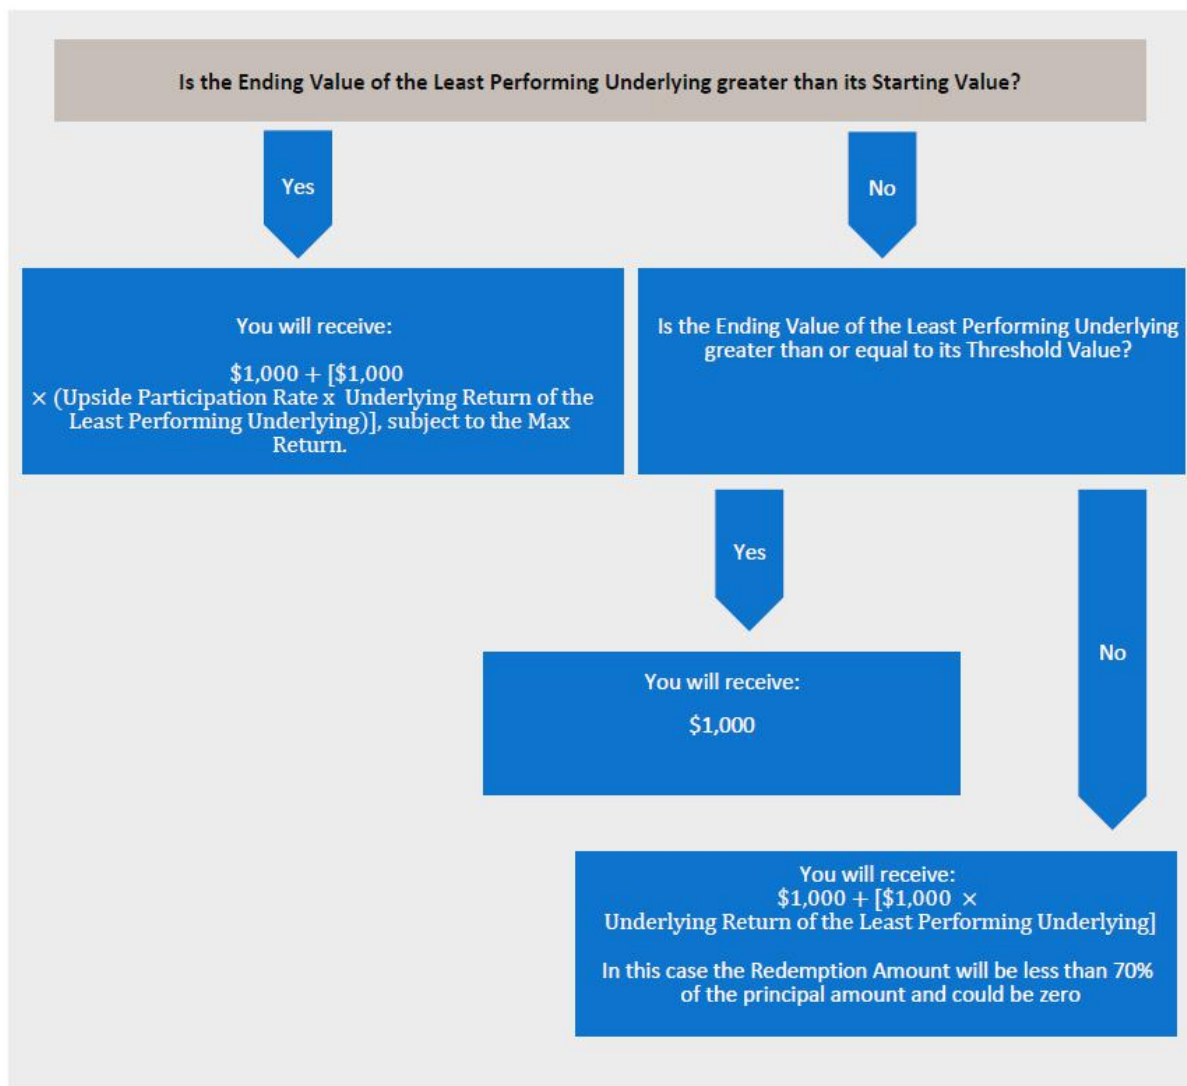 Is the Ending Value of the Least Performing Underlying greater than its Starting Value?
Yes
No
You will receive:
$1,000 + [$1,000
× (Upside Participation Rate x Underlying Return of the
Least Performing Underlying)], subject to the Max
Return.
Is the Ending Value of the Least Performing Underlying
greater than or equal to its Threshold Value?
Yes
No
You will receive:
$1,000
You will receive:
$1,000 + [$1,000 ×
Underlying Return of the Least Performing Underlying]
In this case the Redemption Amount will be less than 70%
of the principal amount and could be zero